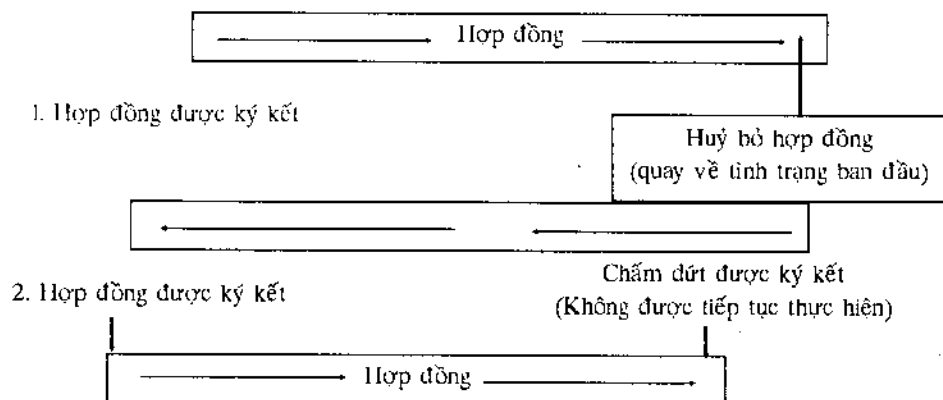 Hợp đồng
1. Hợp đồng được ký kết
Huỷ bỏ hợp đồng
(quay về tình trạng ban đầu)
Chấm dứt được ký kết
2. Hợp đồng được ký kết
(Không được tiếp tục thực hiện)
Hợp đồng